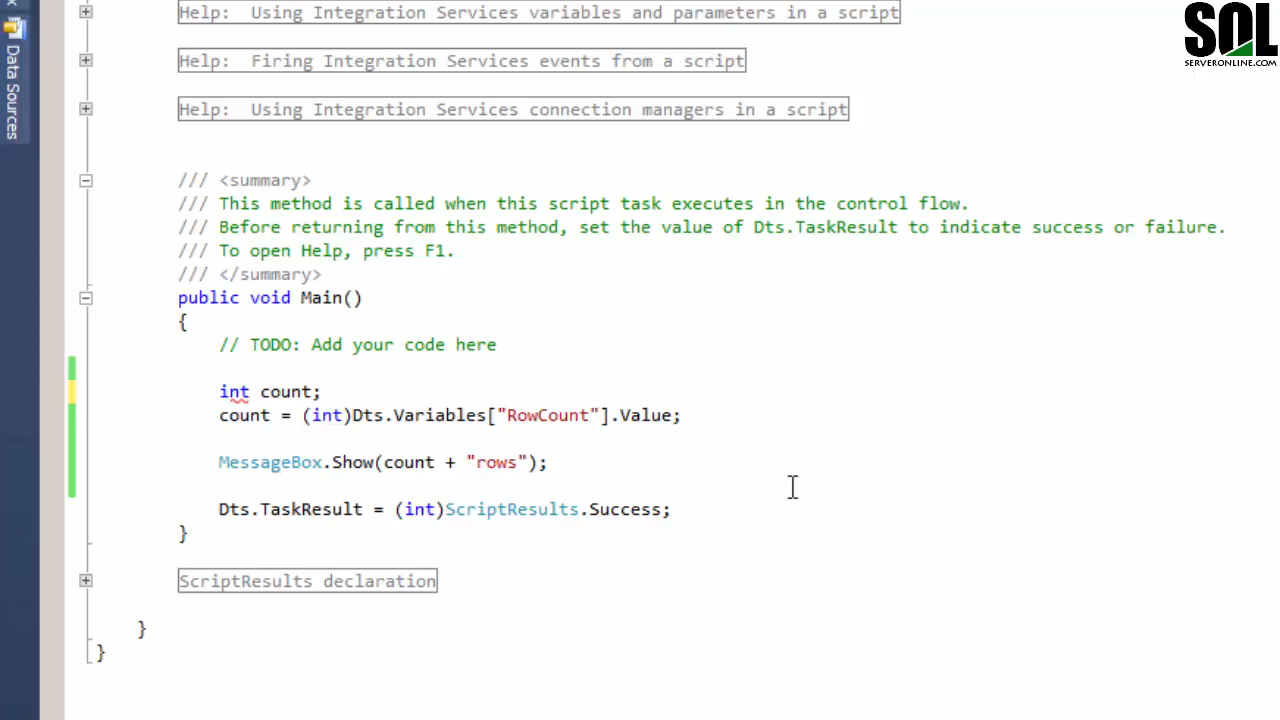 Help:  Using Integration Services variables and parameters in a script
SQL
SERVERONLINE.COM
Data Sources
Help:  Firing Integration Services events from a script
Help:  Using Integration Services connection managers in a script
/// <summary>
/// This method is called when this script task executes in the control flow.
/// Before returning from this method, set the value of Dts.TaskResult to indicate success or failure.
/// To open Help, press F1.
/// </summary>
public void Main()
{
// TODO: Add your code here
int count;
count = (int)Dts.Variables["RowCount"].Value;
MessageBox.Show(count + "rows");
Dts.TaskResult = (int)ScriptResults.Success;
}
ScriptResults declaration
}
}